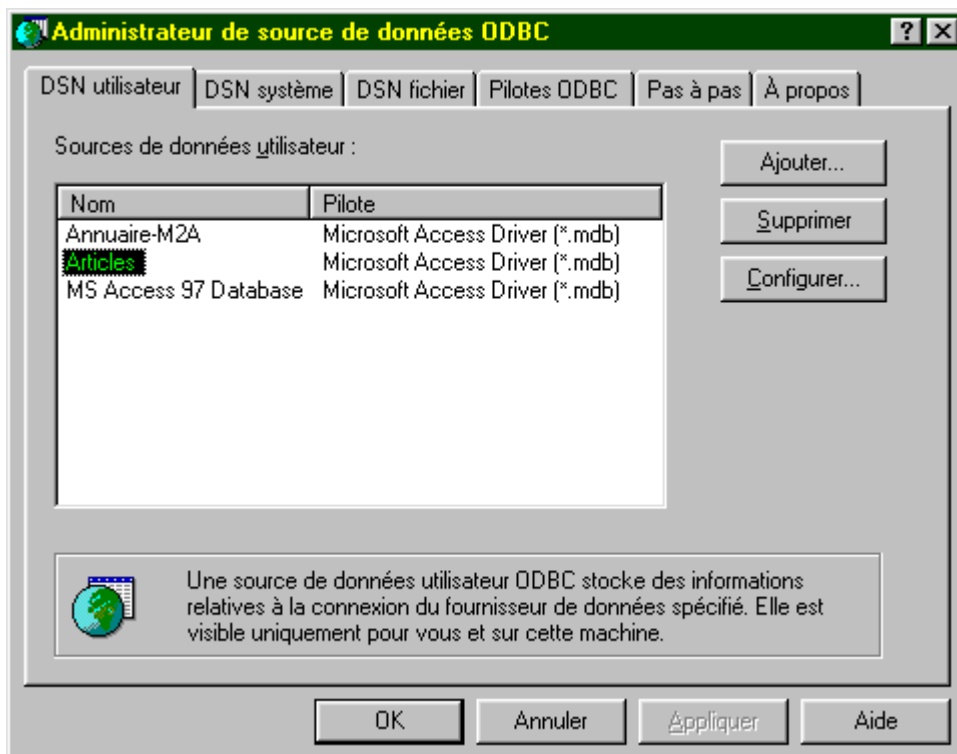 Administrateur de source de données ODBC
DSN utilisateur DSN système DSN fichier Pilotes ODBC Pas à pas À propos
Sources de données utilisateur :
Ajouter...
Supprimer
Configurer...
Nom Pilote
Annuaire-M2A Microsoft Access Driver (*.mdb)
Articles Microsoft Access Driver (*.mdb)
MS Access 97 Database Microsoft Access Driver (*.mdb)
Une source de données utilisateur ODBC stocke des informations
relatives à la connexion du fournisseur de données spécifié. Elle est
visible uniquement pour vous et sur cette machine.
OK Annuler Appliquer Aide